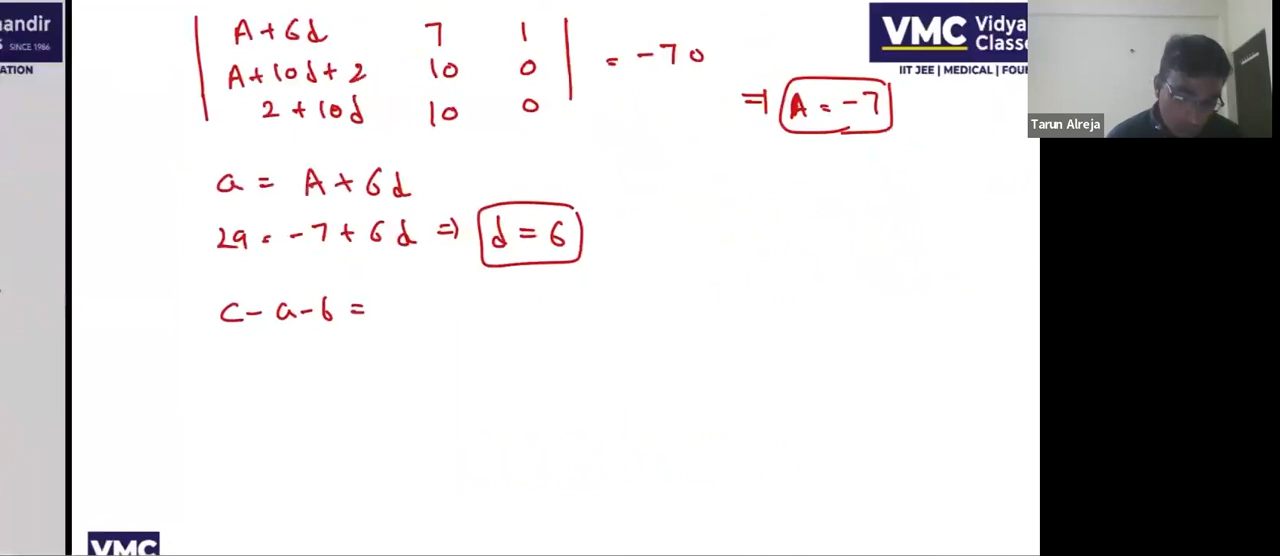 andir
SINCE 1986
ATION
A+6d 7 1
A+10d+2 10 0 = -70
2+10d 10 0
⇒ A = -7
a = A+6d
29 = -7+6d ⇒ d = 6
c-a-b =
VMC Vidya
Classe
IIT JEE | MEDICAL | FOU
Tarun Alreja
VMC